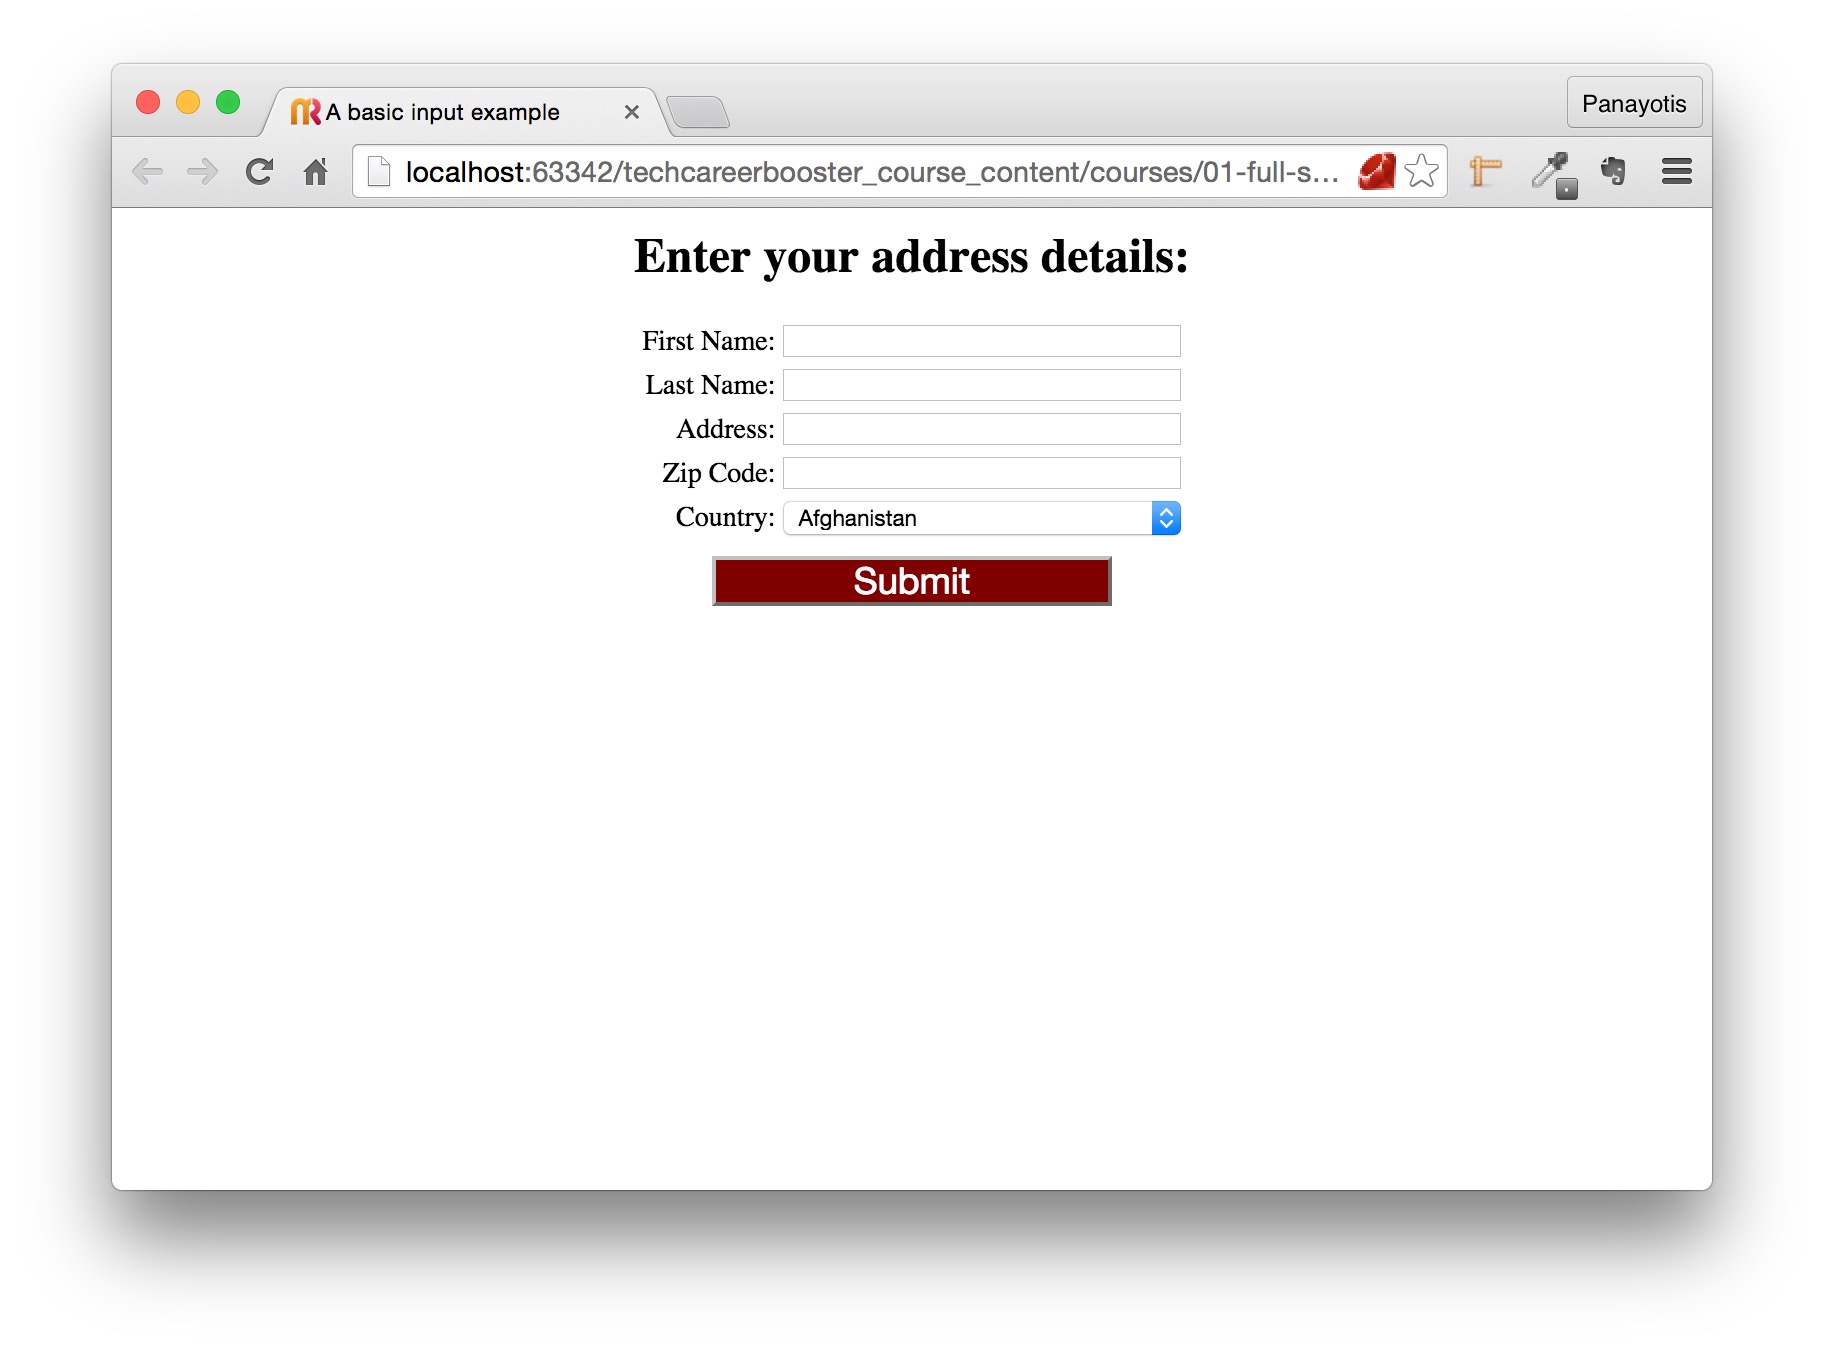 A basic input example
Panayotis
localhost:63342/techcareerbooster_course_content/courses/01-full-s...
Enter your address details:
First Name:
Last Name:
Address:
Zip Code:
Country: Afghanistan
Submit